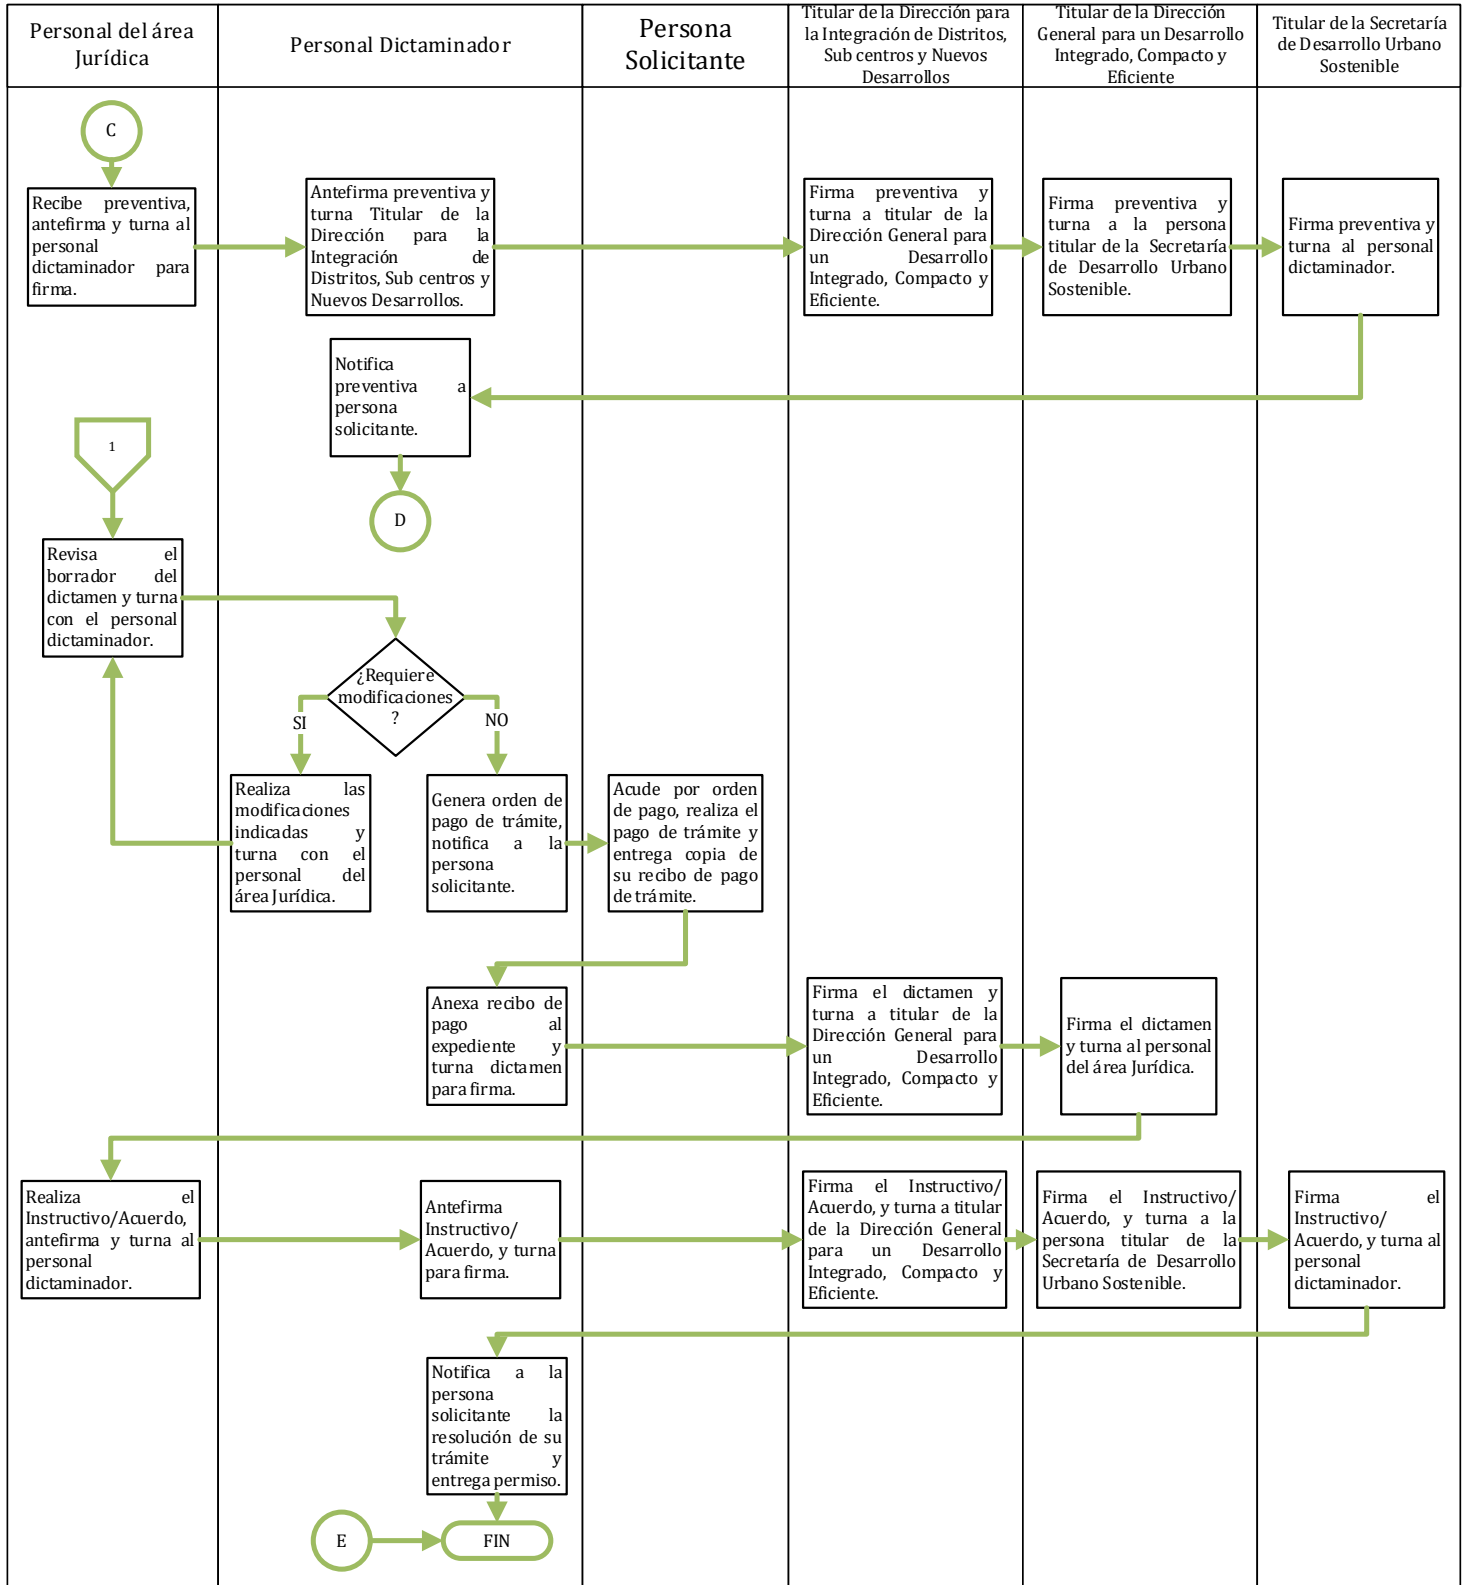 Personal del área
Jurídica
Personal Dictaminador
Persona
Solicitante
Titular de la Dirección para
la Integración de Distritos,
Sub centros y Nuevos
Desarrollos
Titular de la Dirección
General para un Desarrollo
Integrado, Compacto y
Eficiente
Titular de la Secretaría
de Desarrollo Urbano
Sostenible
C
Recibe preventiva,
antefirma y turna al
personal
dictaminador para
firma.
Antefirma preventiva y
turna Titular de la
Dirección para la
Integración de
Distritos, Sub centros y
Nuevos Desarrollos.
Firma preventiva y
turna a titular de la
Dirección General para
un Desarrollo
Integrado, Compacto y
Eficiente.
Firma preventiva y
turna a la persona
titular de la Secretaría
de Desarrollo Urbano
Sostenible.
Firma preventiva y
turna al personal
dictaminador.
Notifica
preventiva a
persona
solicitante.
D
1
Revisa el
borrador del
dictamen y turna
con el personal
dictaminador.
¿Requiere
modificaciones
?
SI
NO
Realiza las
modificaciones
indicadas y
turna con el
personal del
área Jurídica.
Genera orden de
pago de trámite,
notifica a la
persona
solicitante.
Acude por orden
de pago, realiza el
pago de trámite y
entrega copia de
su recibo de pago
de trámite.
Anexa recibo de
pago al
expediente y
turna dictamen
para firma.
Firma el dictamen y
turna a titular de la
Dirección General para
un Desarrollo
Integrado, Compacto y
Eficiente.
Firma el dictamen
y turna al personal
del área Jurídica.
Realiza el
Instructivo/Acuerdo,
antefirma y turna al
personal
dictaminador.
Antefirma
Instructivo/
Acuerdo, y turna
para firma.
Firma el Instructivo/
Acuerdo, y turna a titular
de la Dirección General
para un Desarrollo
Integrado, Compacto y
Eficiente.
Firma el Instructivo/
Acuerdo, y turna a la
persona titular de la
Secretaría de Desarrollo
Urbano Sostenible.
Firma el
Instructivo/
Acuerdo, y turna al
personal
dictaminador.
Notifica a la
persona
solicitante la
resolución de su
trámite y
entrega permiso.
E
FIN